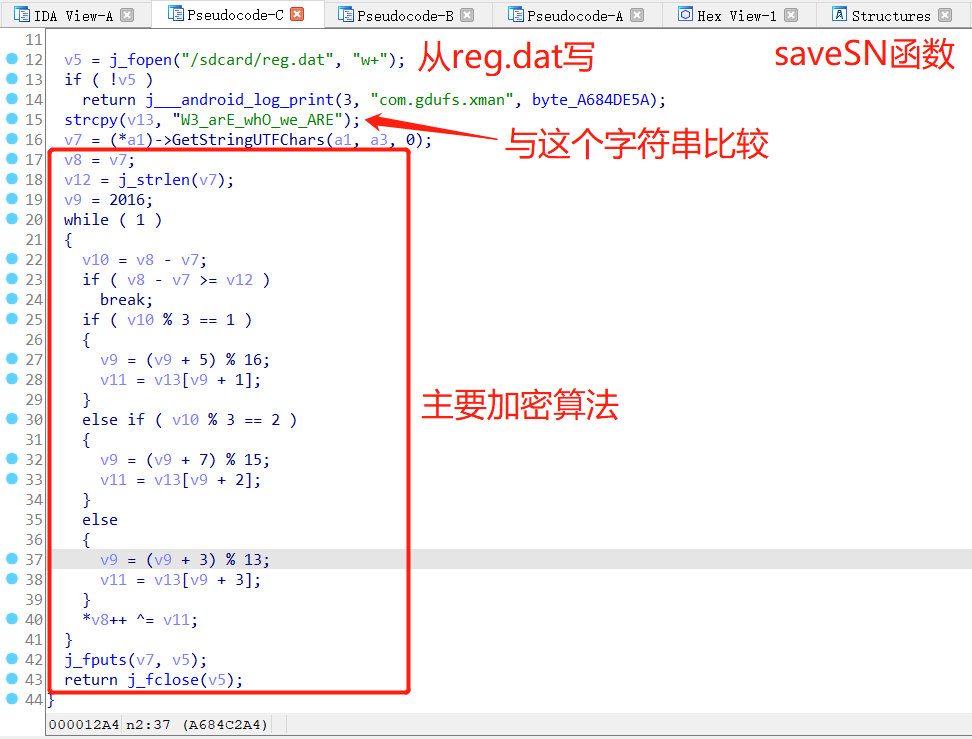 IDA View-A Pseudocode-C Pseudocode-B Pseudocode-A Hex View-1 Structures
11
12 v5 = j_fopen("/sdcard/reg.dat", "w+"); 从reg.dat写 saveSN函数
13 if ( !v5 )
14 return j___android_log_print(3, "com.gdufs.xman", byte_A684DE5A);
15 strcpy(v13, "W3_arE_whO_we_ARE");
16 v7 = (*a1)->GetStringUTFChars(a1, a3, 0); 与这个字符串比较
17 v8 = v7;
18 v12 = j_strlen(v7);
19 v9 = 2016;
20 while ( 1 )
21 {
22 v10 = v8 - v7;
23 if ( v8 - v7 >= v12 )
24 break;
25 if ( v10 % 3 == 1 )
26 {
27 v9 = (v9 + 5) % 16;
28 v11 = v13[v9 + 1];
29 } 主要加密算法
30 else if ( v10 % 3 == 2 )
31 {
32 v9 = (v9 + 7) % 15;
33 v11 = v13[v9 + 2];
34 }
35 else
36 {
37 v9 = (v9 + 3) % 13;
38 v11 = v13[v9 + 3];
39 }
40 *v8++ ^= v11;
41 }
42 j_fputs(v7, v5);
43 return j_fclose(v5);
44 }
000012A4 n2:37 (A684C2A4)